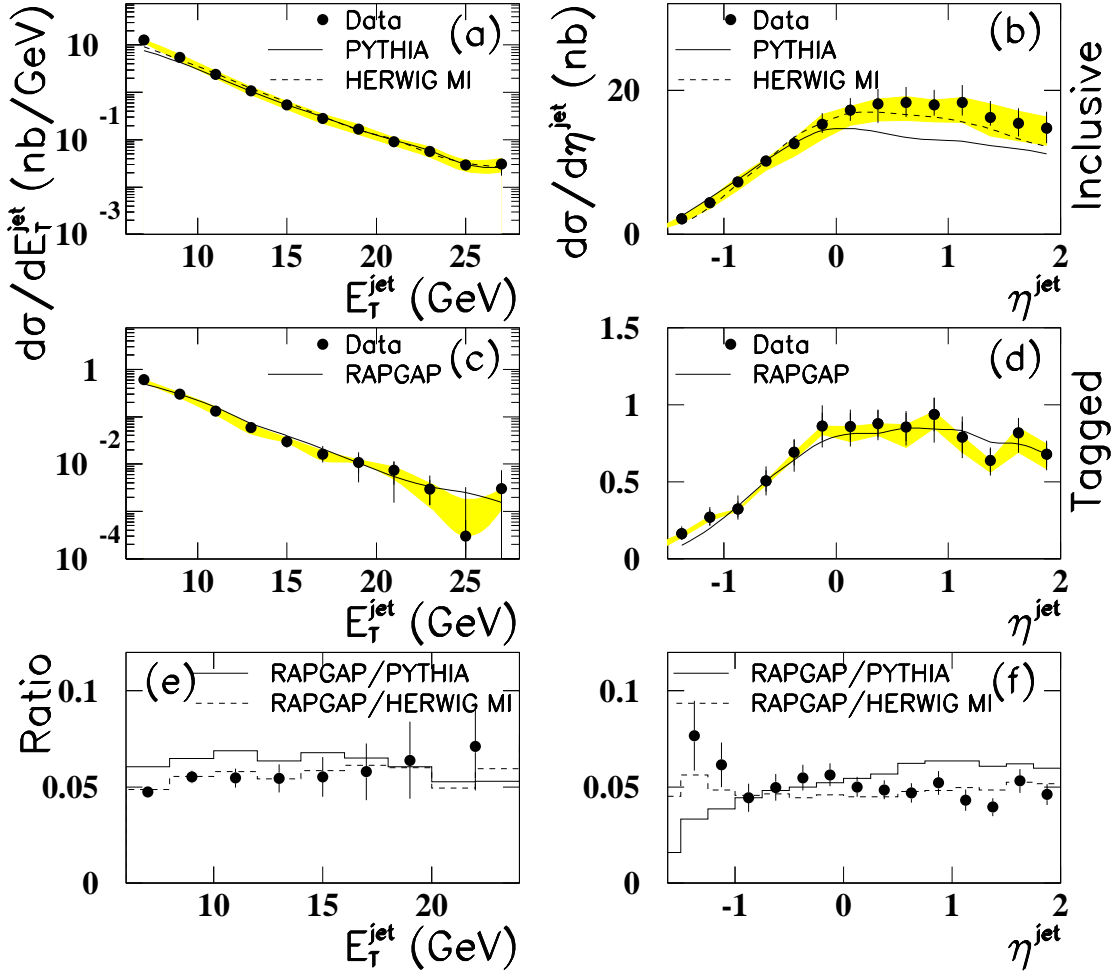 dσ/dE_T^jet (nb/GeV)
10
-1
10
-3
10
Data
PYTHIA
HERWIG MI
(a)
10 15 20 25
E_T^jet (GeV)
dσ/dη^jet (nb)
20
0
Data
PYTHIA
HERWIG MI
(b)
-1 0 1 2
η^jet
Inclusive
1
-2
10
-4
10
Data
RAPGAP
(c)
10 15 20 25
E_T^jet (GeV)
1.5
1
0.5
0
Data
RAPGAP
(d)
-1 0 1 2
η^jet
Tagged
Ratio
0.1
0.05
0
(e)
RAPGAP/PYTHIA
RAPGAP/HERWIG MI
10 15 20
E_T^jet (GeV)
0.1
0.05
0
RAPGAP/PYTHIA
RAPGAP/HERWIG MI
(f)
-1 0 1 2
η^jet